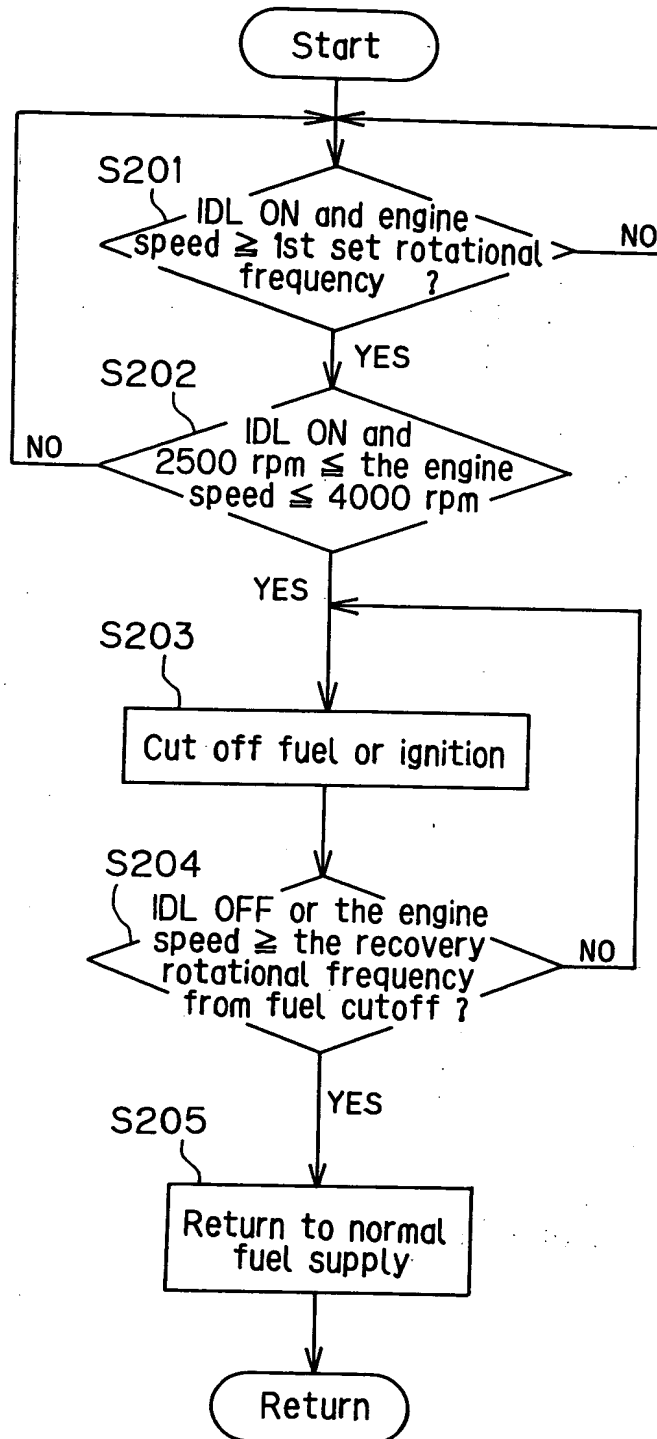 Start
S201
IDL ON and engine
speed ≧ 1st set rotational
frequency ?
NO
YES
S202
IDL ON and
2500 rpm ≦ the engine
speed ≦ 4000 rpm
NO
YES
S203
Cut off fuel or ignition
S204
IDL OFF or the engine
speed ≧ the recovery
rotational frequency
from fuel cutoff ?
NO
YES
S205
Return to normal
fuel supply
Return